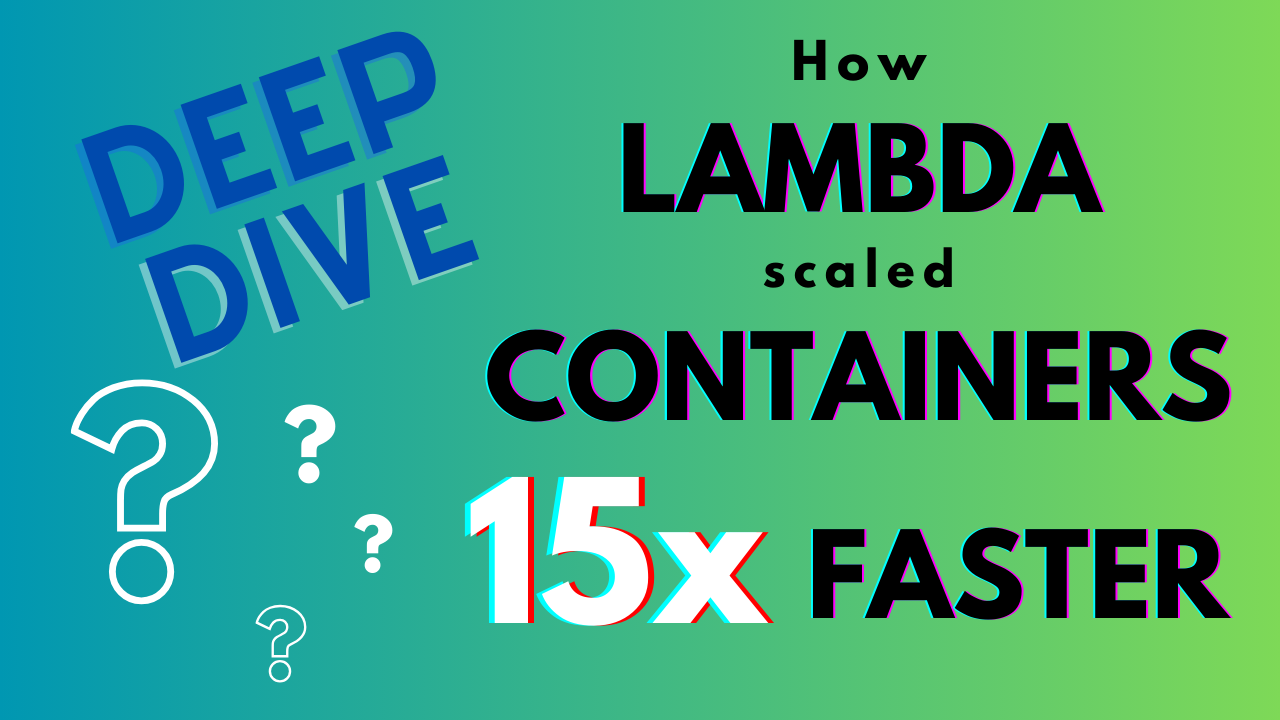 DEEP
DIVE
How
LAMBDA
scaled
CONTAINERS
15x FASTER
? ? ? ?